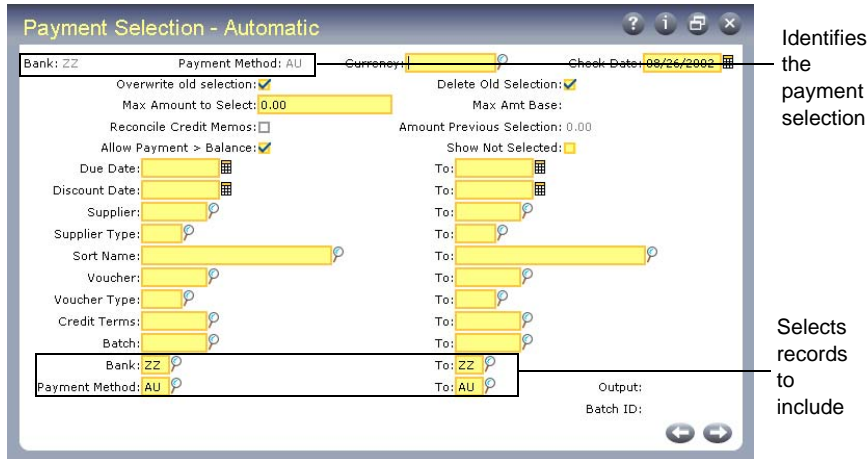 Payment Selection - Automatic
Bank: ZZ Payment Method: AU Currency: Check Date: 08/26/2002
Overwrite old selection: Delete Old Selection:
Max Amount to Select: 0.00 Max Amt Base:
Reconcile Credit Memos: Amount Previous Selection: 0.00
Allow Payment > Balance: Show Not Selected:
Due Date: To:
Discount Date: To:
Supplier: To:
Supplier Type: To:
Sort Name: To:
Voucher: To:
Voucher Type: To:
Credit Terms: To:
Batch: To:
Bank: ZZ To: ZZ
Payment Method: AU To: AU Output:
Batch ID:
Identifies
the
payment
selection
Selects
records
to
include